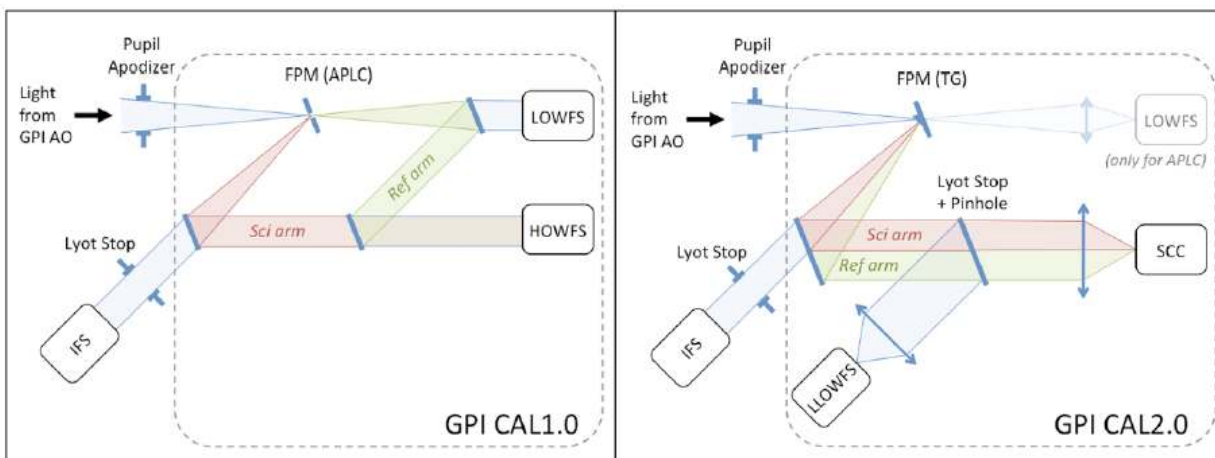 Pupil
Apodizer
FPM (APLC)
Light
from
GPI AO
LOWFS
Ref arm
Lyot Stop
Sci arm
HOWFS
IFS
GPI CAL1.0
Pupil
Apodizer
FPM (TG)
Light
from
GPI AO
LOWFS
(only for APLC)
Lyot Stop
+ Pinhole
Lyot Stop
Sci arm
Ref arm
SCC
IFS
LLOWFS
GPI CAL2.0